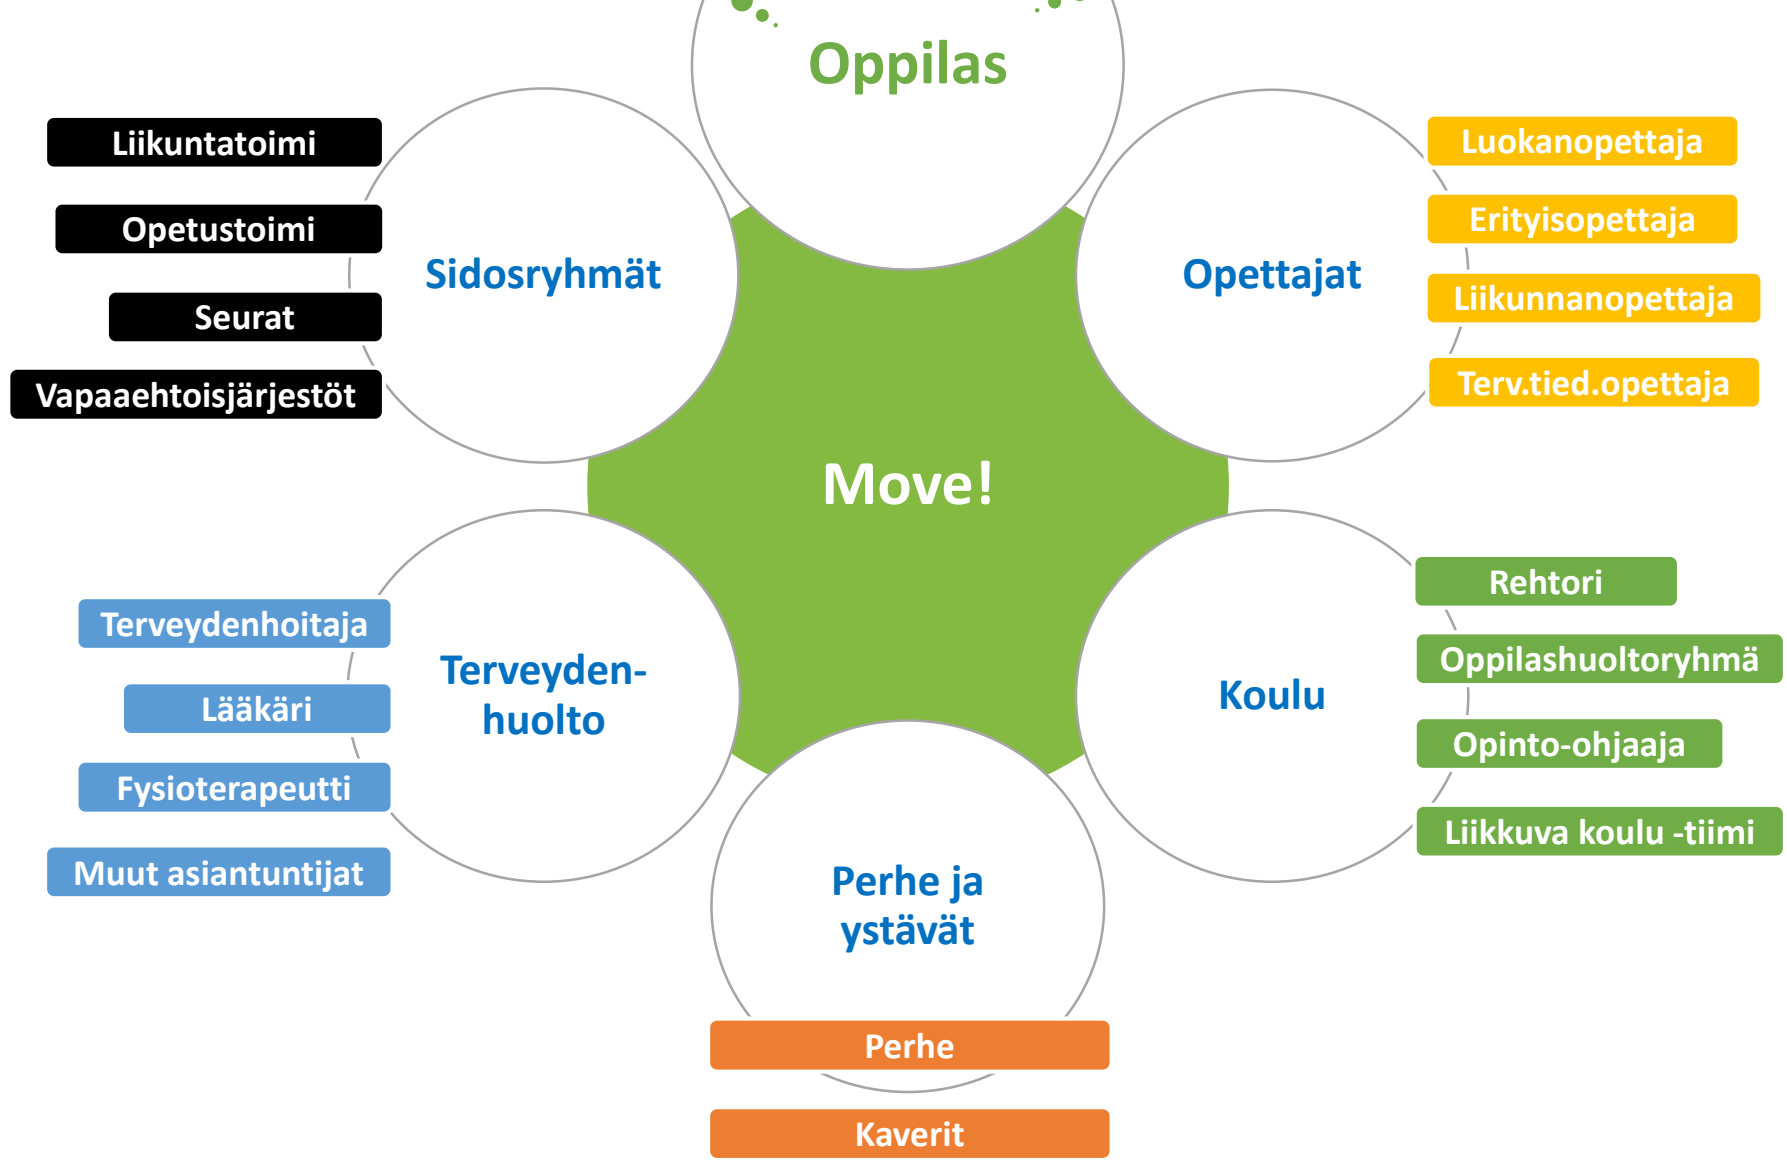 Oppilas
Liikuntatoimi
Opetustoimi
Seurat
Vapaaehtoisjärjestöt
Sidosryhmät
Opettajat
Luokanopettaja
Erityisopettaja
Liikunnanopettaja
Terv.tied.opettaja
Move!
Terveydenhoitaja
Lääkäri
Fysioterapeutti
Muut asiantuntijat
Terveyden-
huolto
Koulu
Rehtori
Oppilashuoltoryhmä
Opinto-ohjaaja
Liikkuva koulu -tiimi
Perhe ja
ystävät
Perhe
Kaverit